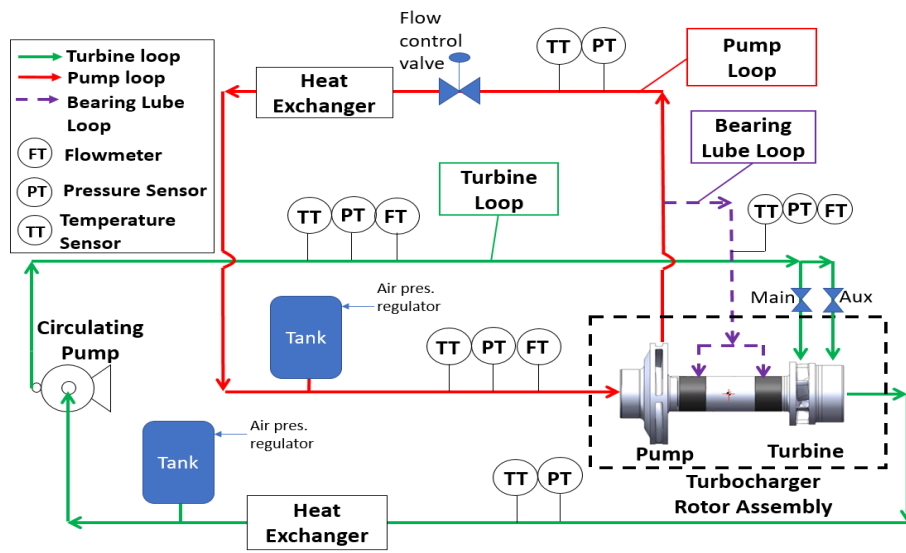 Turbine loop
Pump loop
Bearing Lube
Loop
FT Flowmeter
PT Pressure Sensor
TT Temperature
Sensor
Flow
control
valve
TT PT
Pump
Loop
Heat
Exchanger
Bearing
Lube Loop
Turbine
Loop
TT PT FT
TT PT FT
Main
Aux
Air pres.
regulator
Tank
Circulating
Pump
TT PT FT
Air pres.
regulator
Tank
Pump
Turbine
Turbocharger
Rotor Assembly
TT PT
Heat
Exchanger